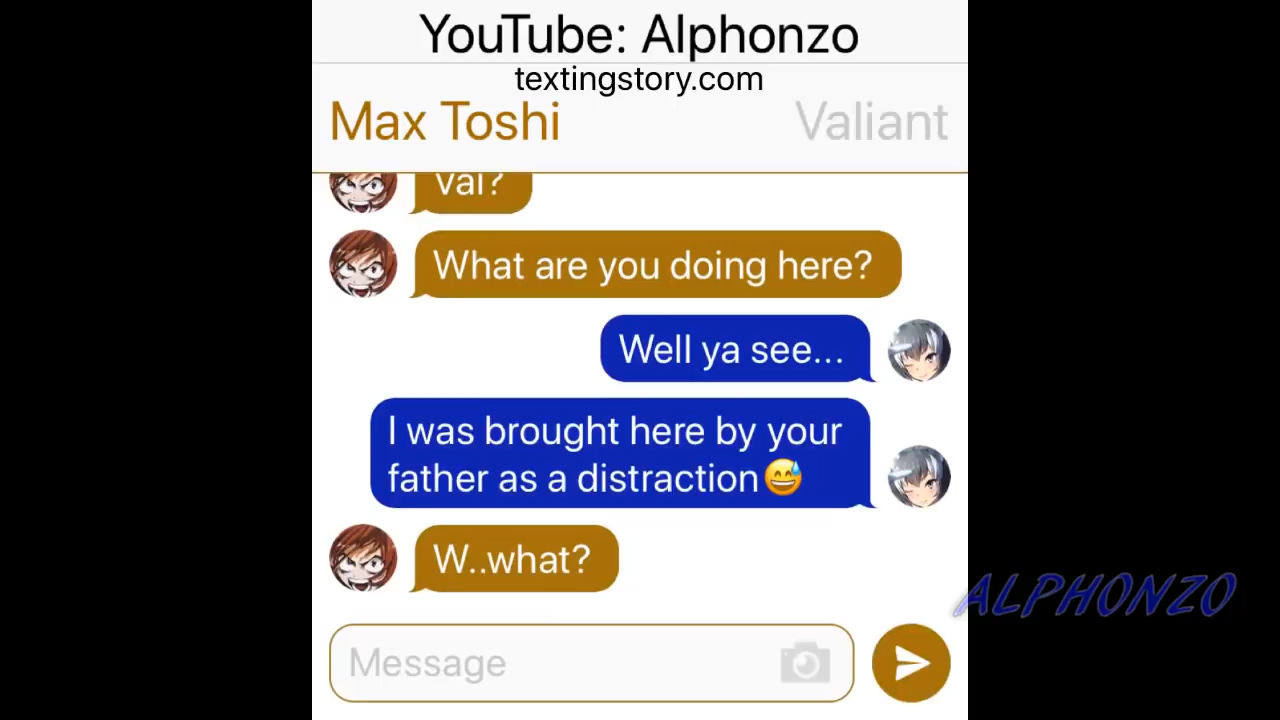 YouTube: Alphonzo
textingstory.com
Max Toshi
Valiant
Val?
What are you doing here?
Well ya see...
I was brought here by your
father as a distraction😅
W..what?
ALPHONZO
Message